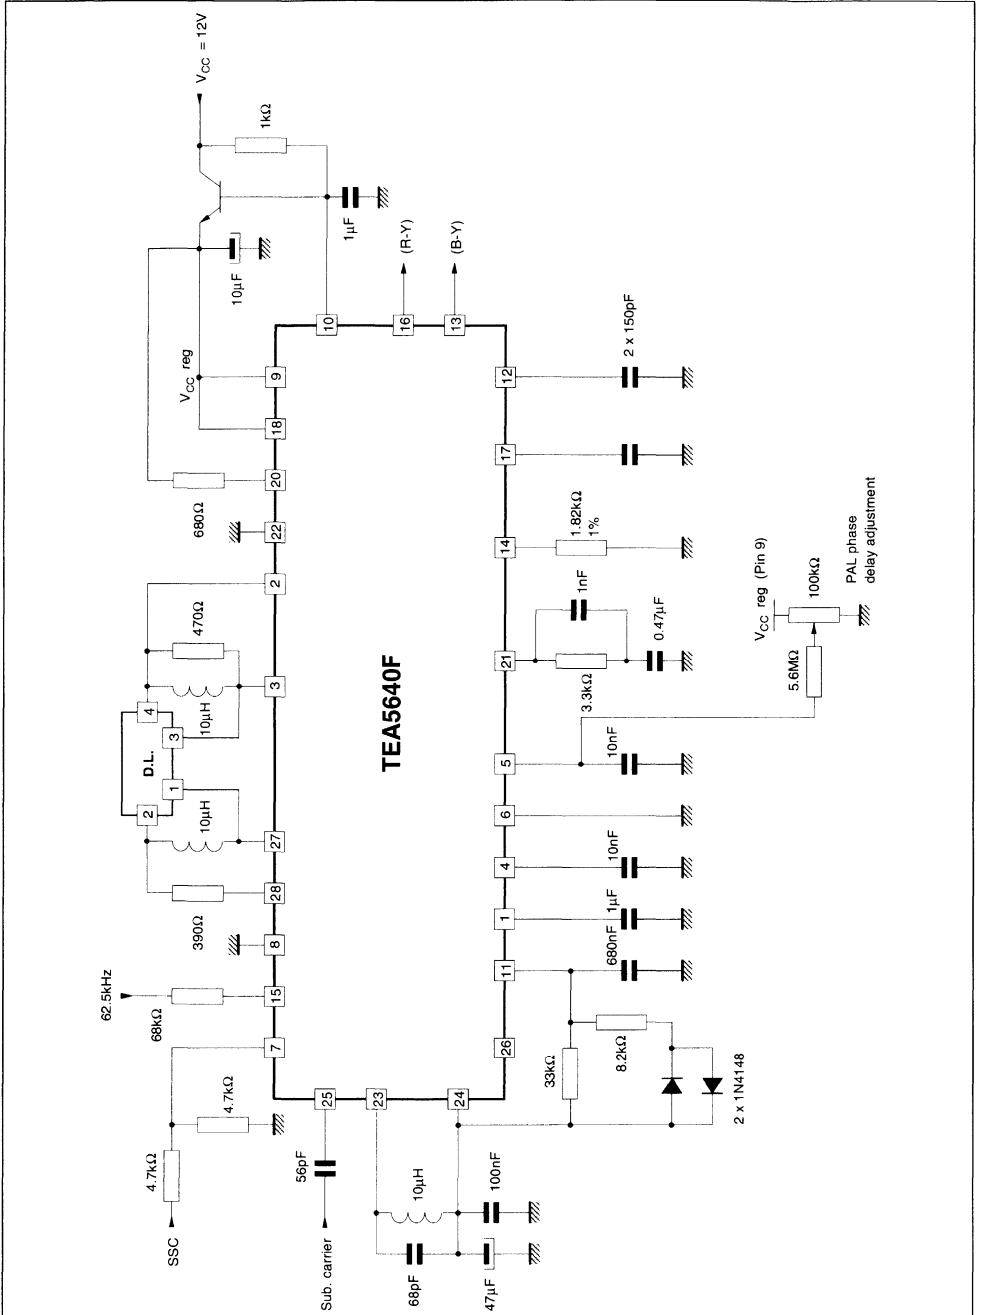 VCC = 12V
1kΩ
1μF
10μF
VCC reg
(R-Y)
(B-Y)
10
16
13
9
18
20
22
2
3
27
28
8
15
7
680Ω
470Ω
10μH
4
3
D.L.
1
2
10μH
390Ω
62.5kHz
68kΩ
4.7kΩ
4.7kΩ
SSC
TEA5640F
12
17
14
21
5
6
4
1
11
26
2 x 150pF
1.82kΩ
1%
1nF
3.3kΩ
0.47μF
VCC reg (Pin 9)
100kΩ
PAL phase
delay adjustment
5.6MΩ
10nF
10nF
1μF
680nF
33kΩ
8.2kΩ
2 x 1N4148
25
23
24
56pF
Sub. carrier
10μH
100nF
68pF
47μF